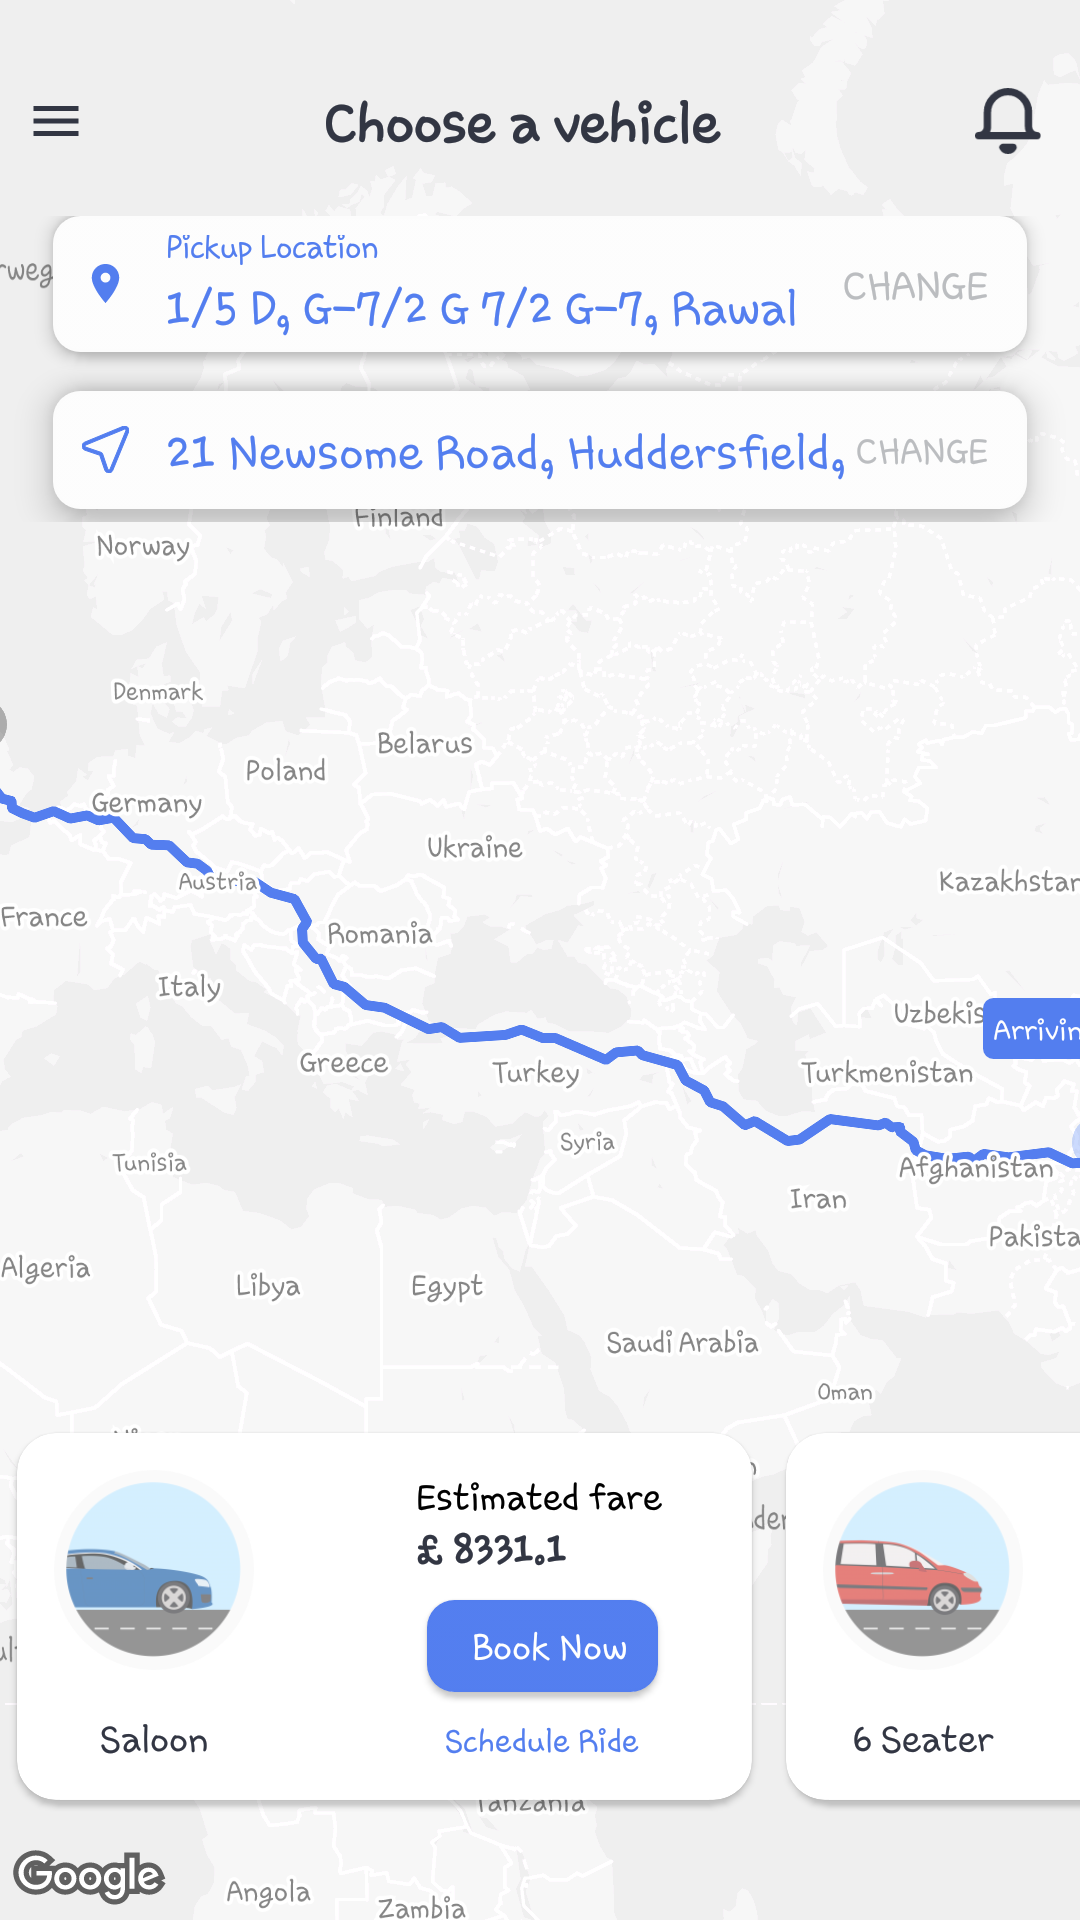 Choose a vehicle
Pickup Location
1/5 D, G-7/2 G 7/2 G-7, Rawal
CHANGE
21 Newsome Road, Huddersfield,
CHANGE
Finland
Norway
Denmark
Belarus
Poland
Germany
Ukraine
Austria
Kazakhstan
France
Romania
Italy
Uzbekis
Arrivin
Greece
Turkey
Turkmenistan
Syria
Tunisia
Afghanistan
Iran
Pakista
Algeria
Libya
Egypt
Saudi Arabia
Oman
Estimated fare
£ 8331.1
Book Now
Saloon
Schedule Ride
6 Seater
Tanzania
Google
Angola
Zambia